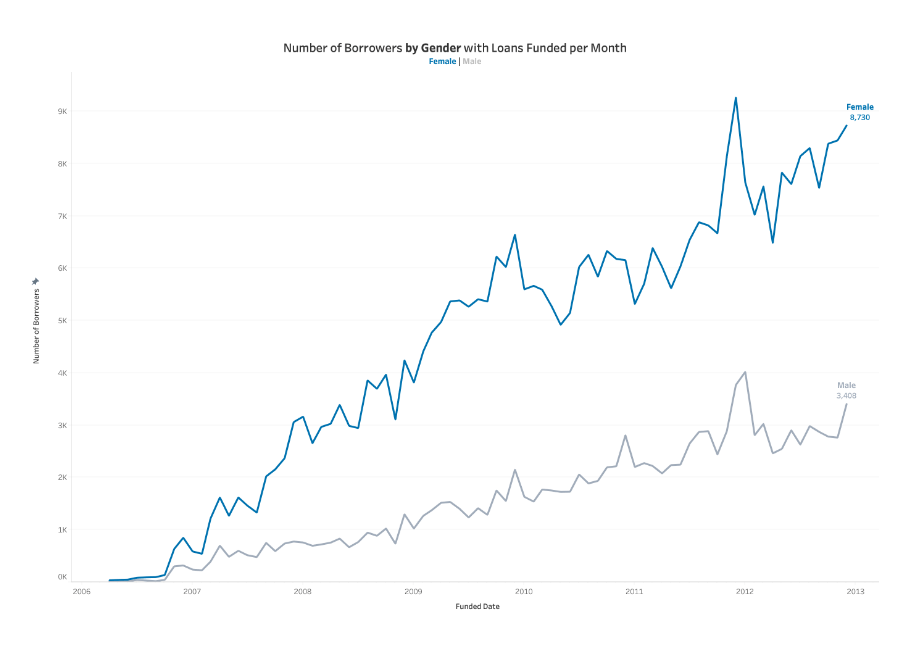 Number of Borrowers by Gender with Loans Funded per Month
Female | Male
Female
8,730
9K
8K
7K
6K
5K
4K
3K
2K
1K
0K
Male
3,408
Number of Borrowers
2006 2007 2008 2009 2010 2011 2012 2013
Funded Date